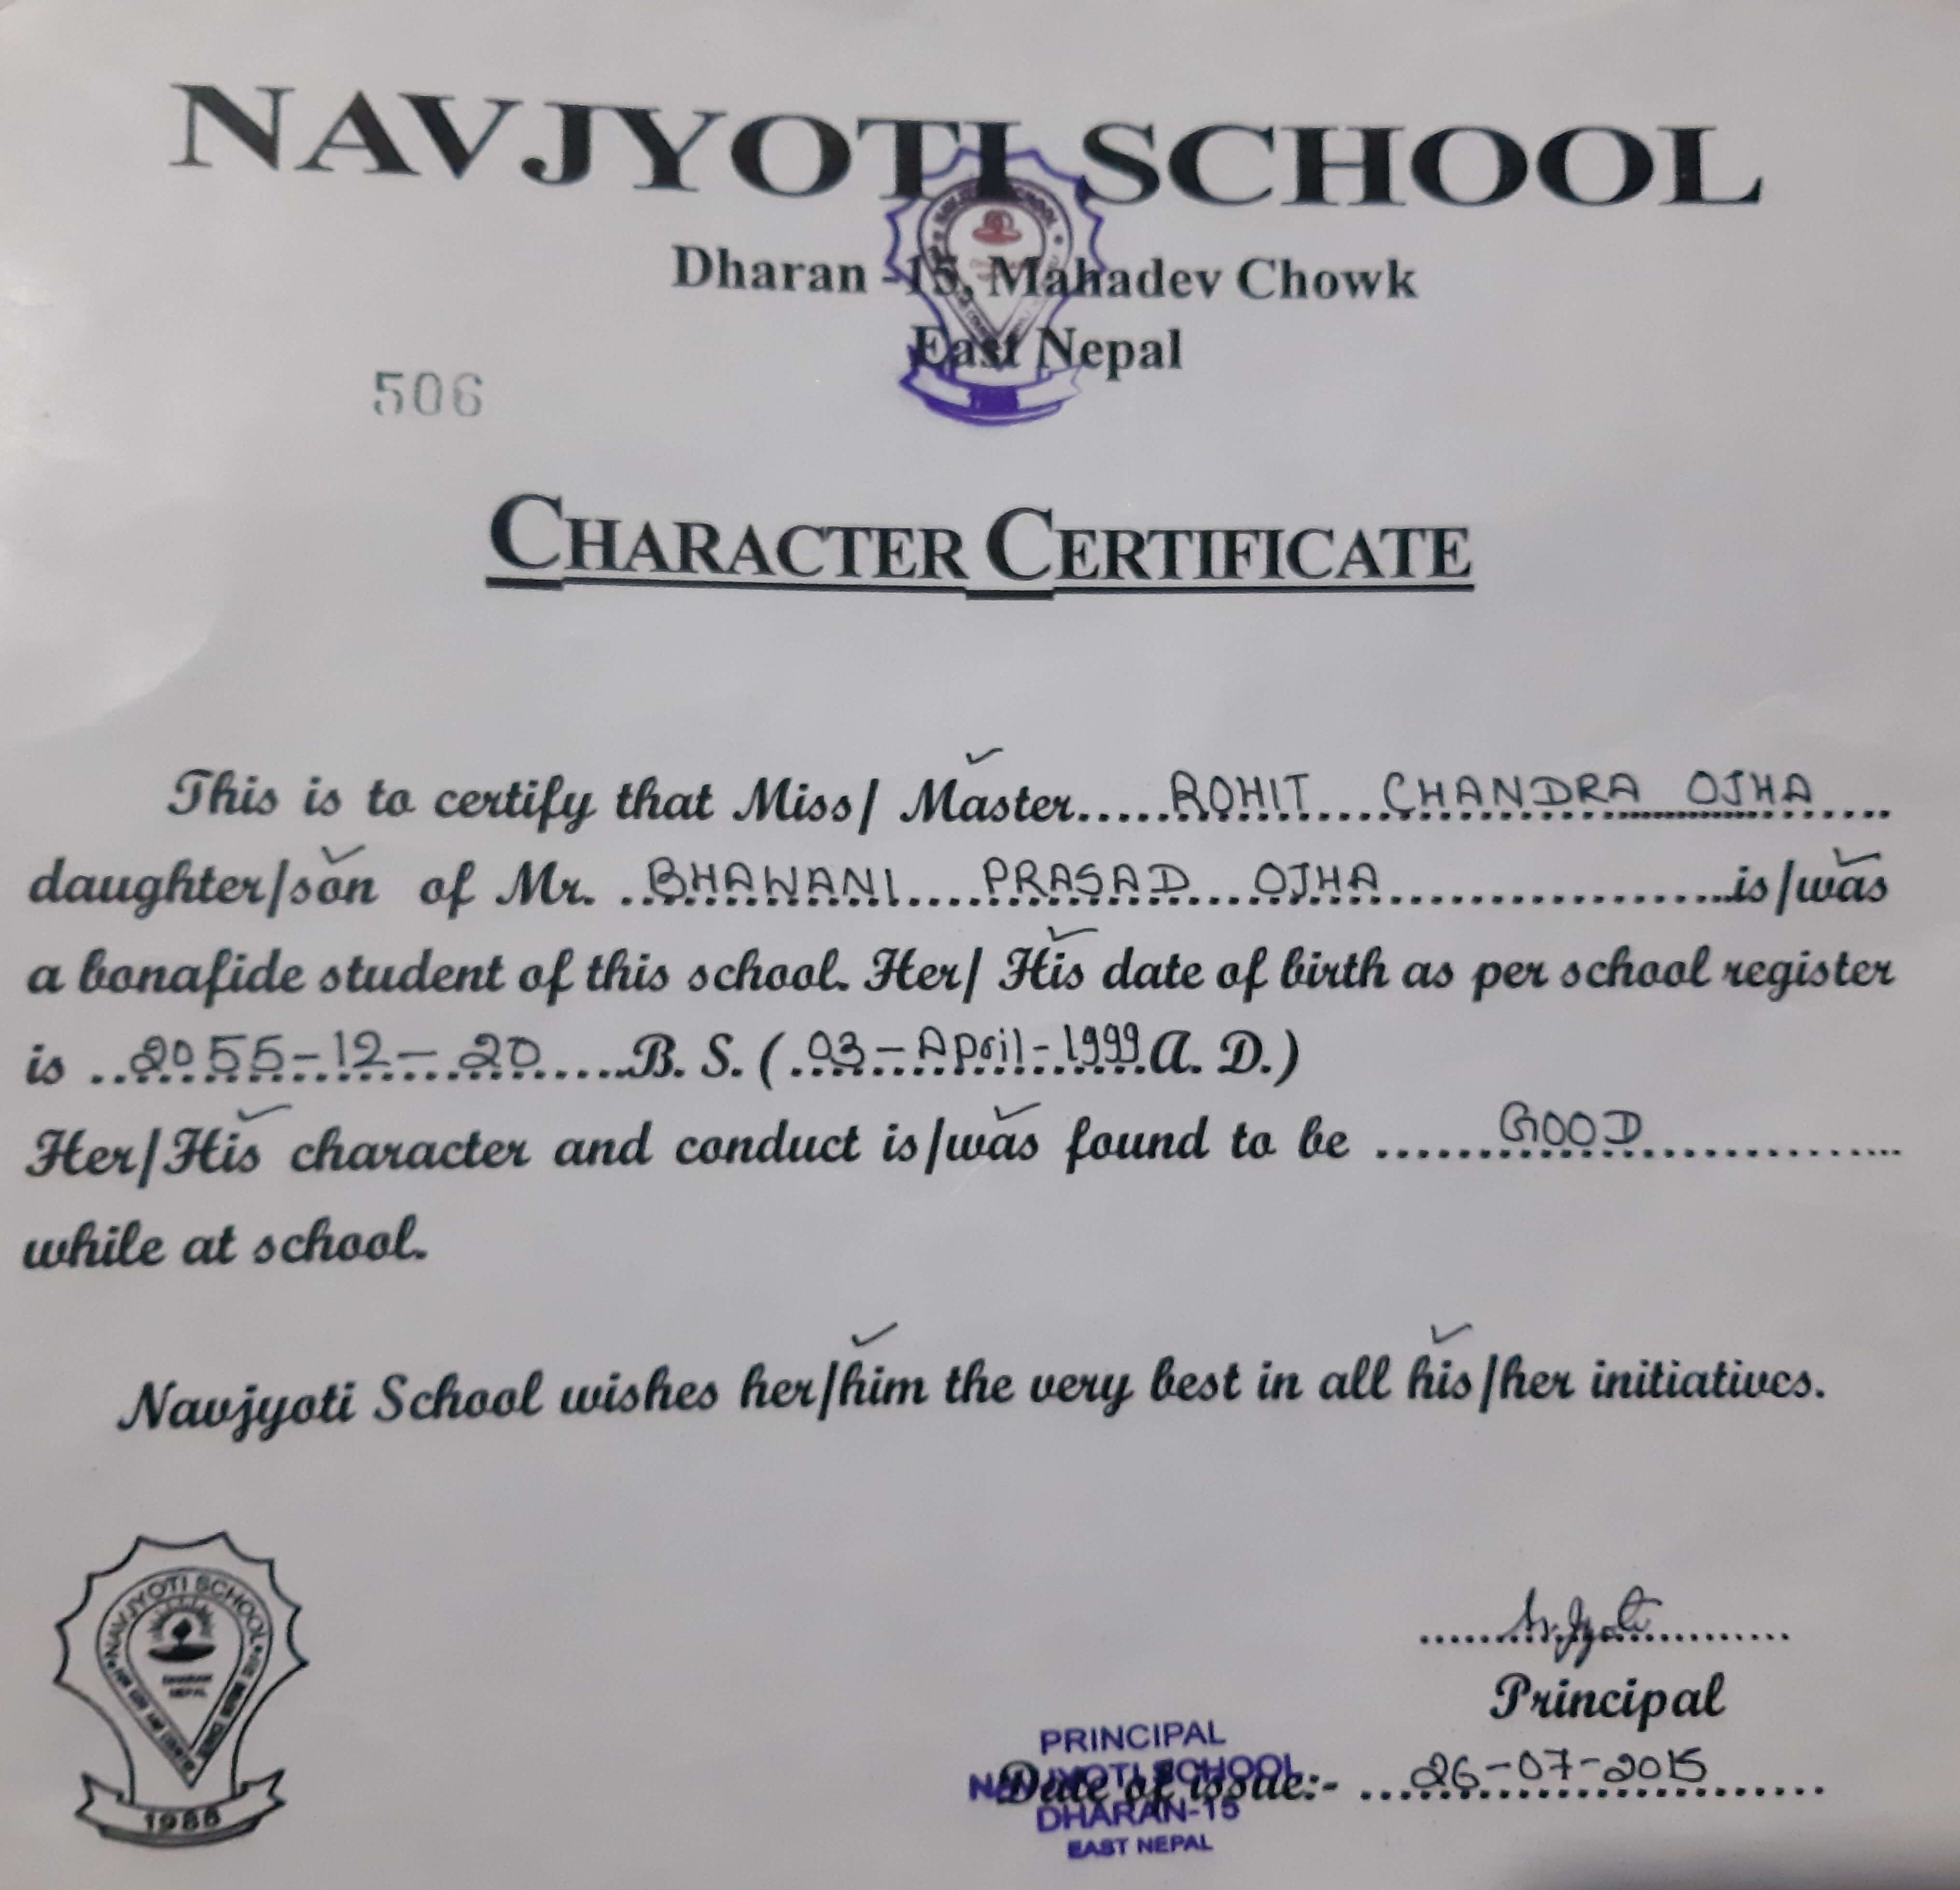 NAVJYOTI SCHOOL
Dharan -15, Mahadev Chowk
East Nepal
506
CHARACTER CERTIFICATE
This is to certify that Miss/ Master.....ROHIT CHANDRA OJHA....
daughter/son of Mr. ..BHAWANI PRASAD OJHA..........is/was
a bonafide student of this school. Her/ His date of birth as per school register
is ..2055-12-20.....B. S. (..03-April-1999 A. D.)
Her/His character and conduct is/was found to be ......GOOD..........
while at school.
Navjyoti School wishes her/him the very best in all his/her initiatives.
NAVJYOTI SCHOOL
DHARAN
NEPAL
Sr. Jyoti
Principal
PRINCIPAL
NAVJYOTI SCHOOL
Date of issue:- ...26-07-2015......
DHARAN-15
EAST NEPAL